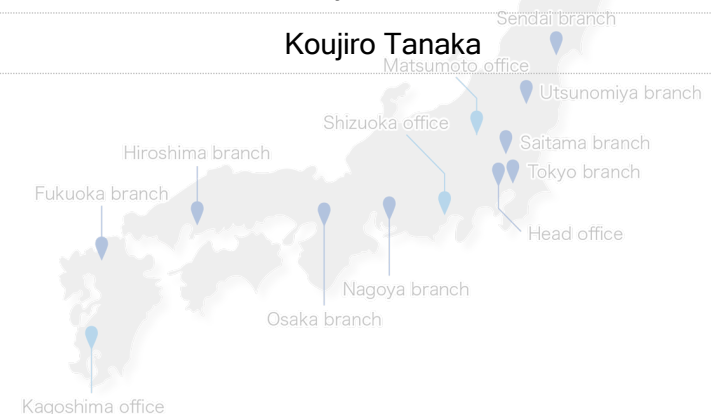 Sendai branch
Koujiro Tanaka
Matsumoto office
Utsunomiya branch
Shizuoka office
Saitama branch
Hiroshima branch
Tokyo branch
Fukuoka branch
Head office
Nagoya branch
Osaka branch
Kagoshima office